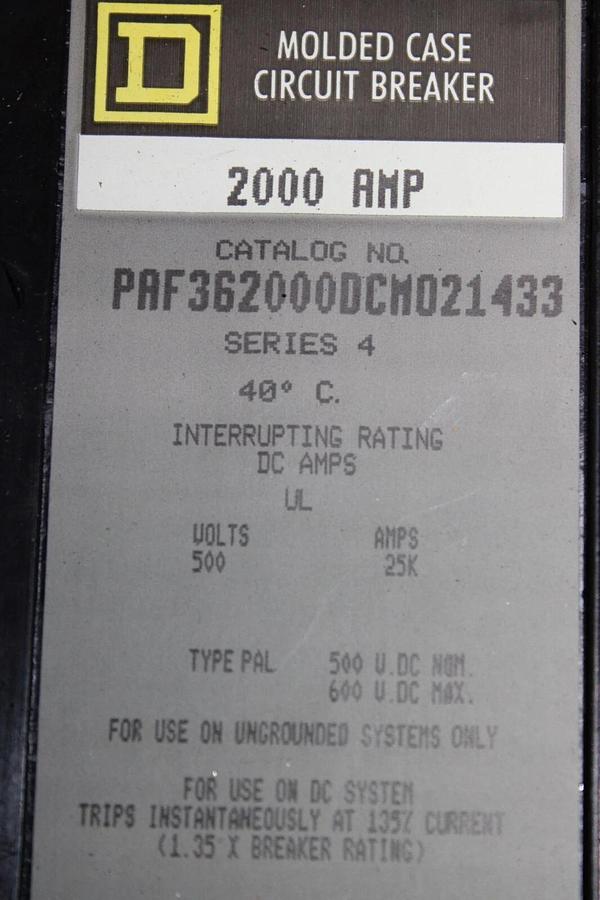 D
MOLDED CASE
CIRCUIT BREAKER
2000 AMP
CATALOG NO.
PAF362000DCMO21433
SERIES 4
40° C.
INTERRUPTING RATING
DC AMPS
UL
VOLTS AMPS
500 25K
TYPE PAL 500 V.DC NOM.
600 V.DC MAX.
FOR USE ON UNGROUNDED SYSTEMS ONLY
FOR USE ON DC SYSTEM
TRIPS INSTANTANEOUSLY AT 135% CURRENT
(1.35 X BREAKER RATING)